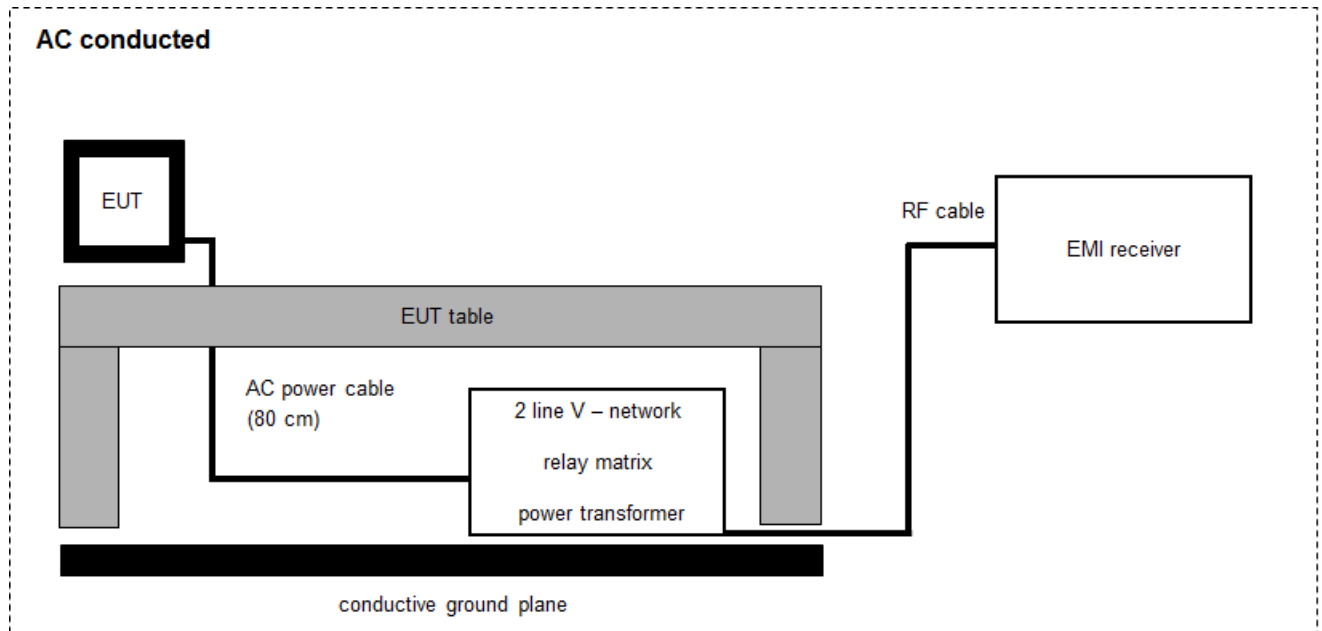 AC conducted
EUT
RF cable
EMI receiver
EUT table
AC power cable
(80 cm)
2 line V – network
relay matrix
power transformer
conductive ground plane